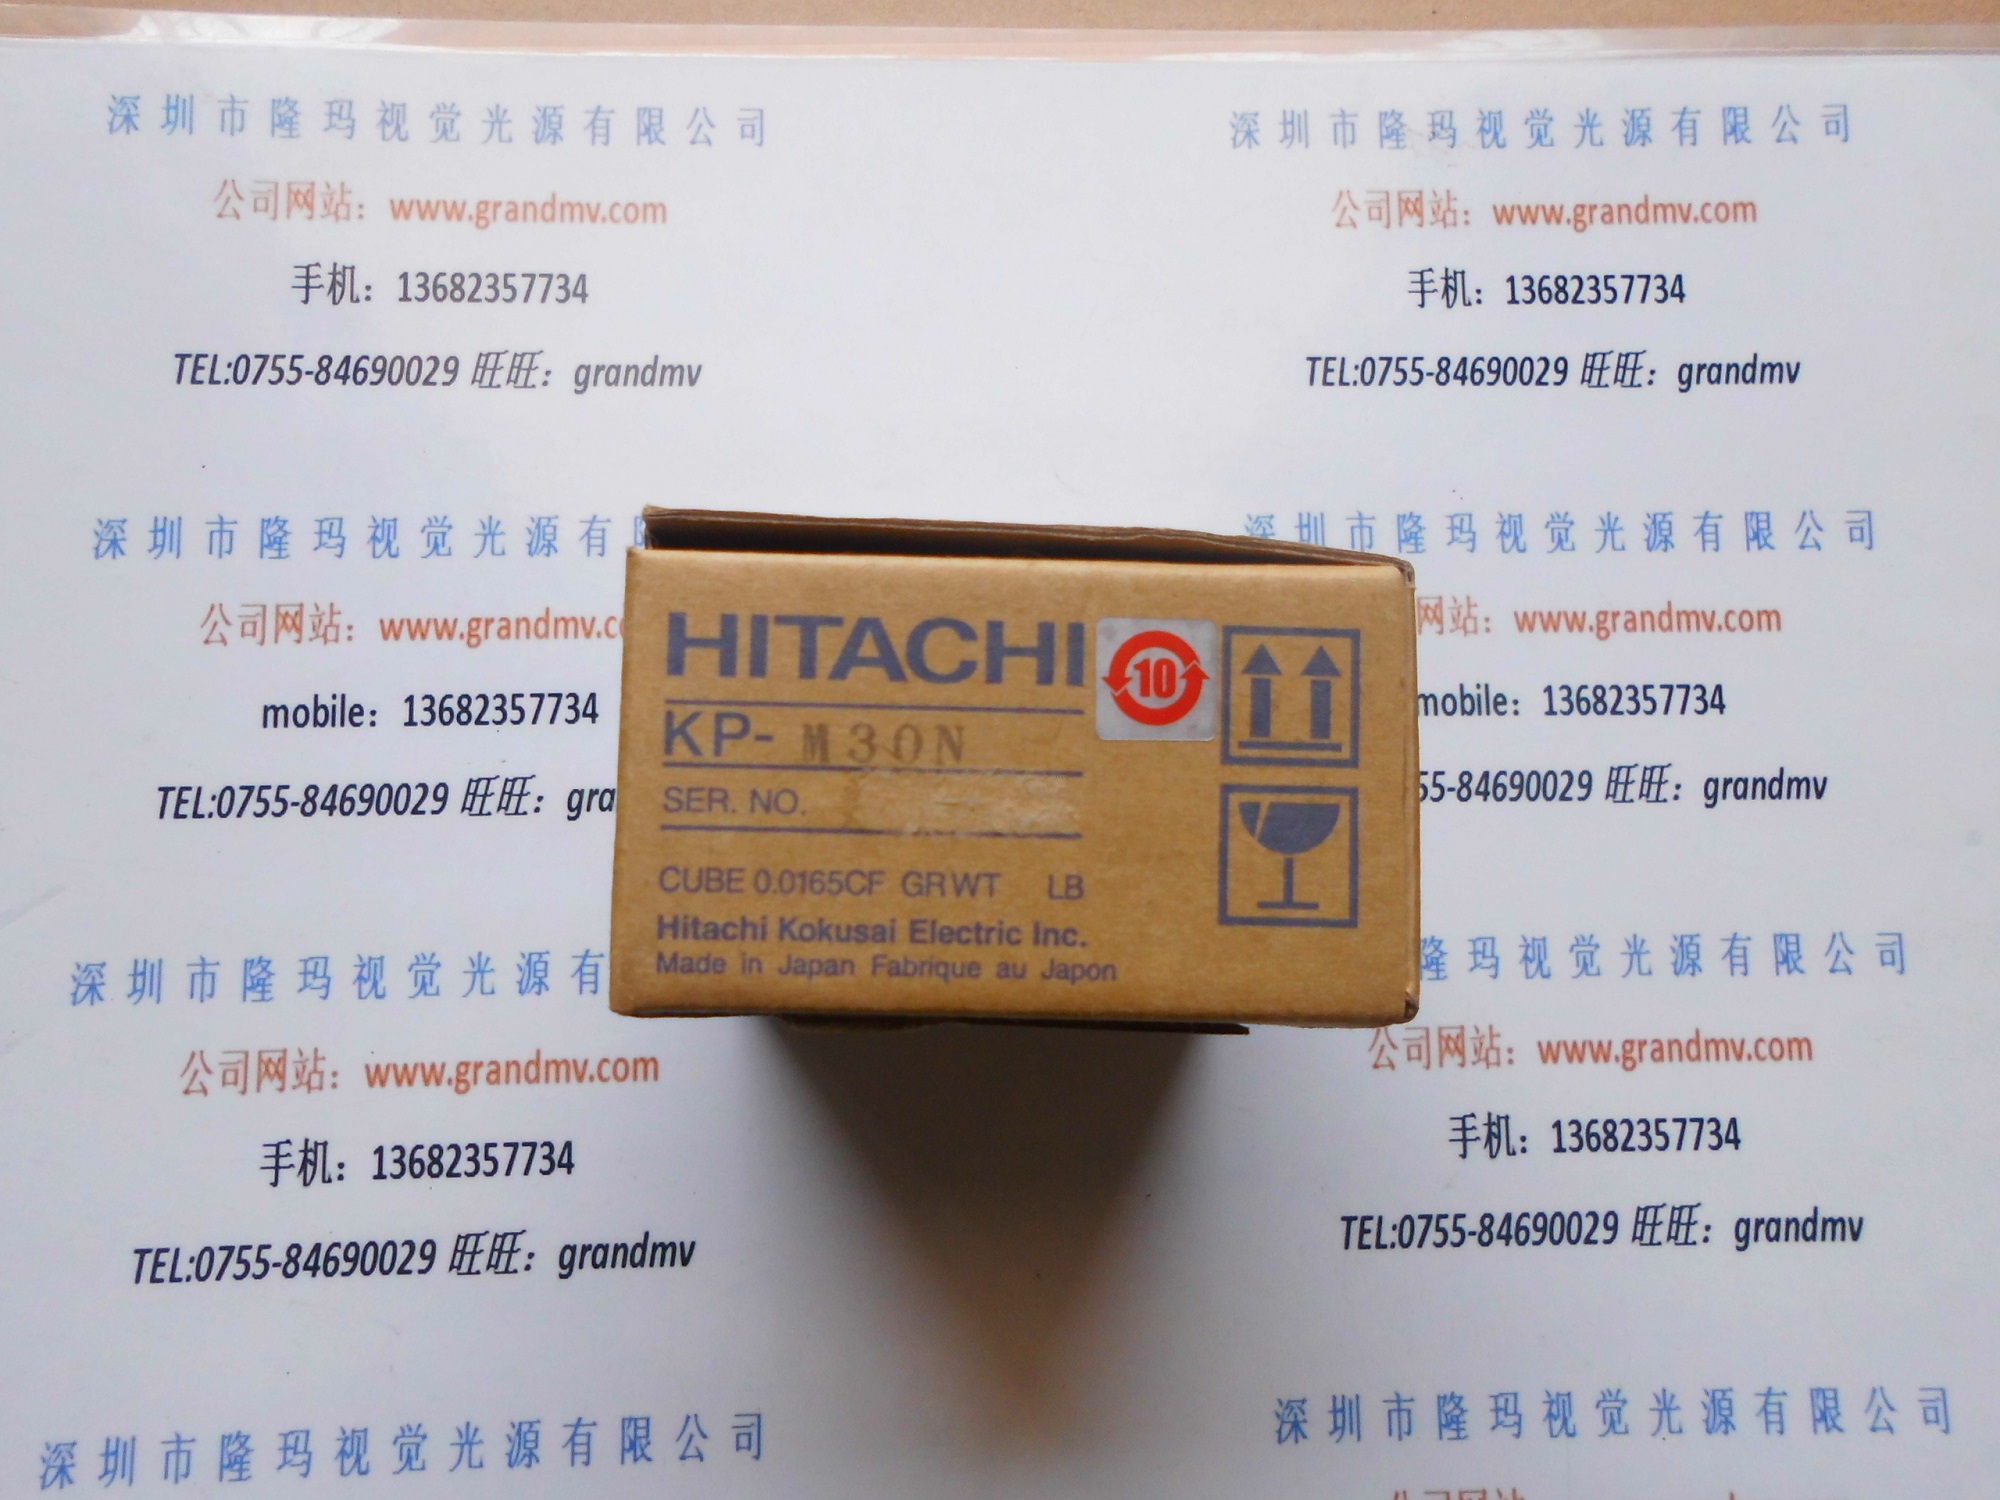 深圳市隆玛视觉光源有限公司
公司网站：www.grandmv.com
手机：13682357734
TEL:0755-84690029 旺旺：grandmv
深圳市隆玛视觉光源有限公司
公司网站：www.grandmv.com
手机：13682357734
TEL:0755-84690029 旺旺：grandmv
深圳市隆玛视觉光源有
公司网站：www.grandmv.c
mobile：13682357734
TEL:0755-84690029 旺旺：gra
深圳市隆玛视觉光源有限公司
网站：www.grandmv.com
mobile：13682357734
55-84690029 旺旺：grandmv
HITACHI
10
KP-M30N
SER. NO.
CUBE 0.0165CF GRWT LB
Hitachi Kokusai Electric Inc.
Made in Japan Fabrique au Japon
深圳市隆玛视觉光源有
公司网站：www.grandmv.com
手机：13682357734
TEL:0755-84690029 旺旺：grandmv
隆玛视觉光源有限公司
公司网站：www.grandmv.com
手机：13682357734
TEL:0755-84690029 旺旺：grandmv
深圳市隆玛视觉光源有限公司
深圳市隆玛视觉光源有限公司